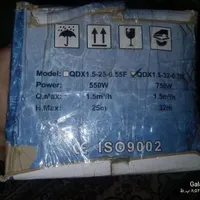 Model: □QDX1.5-25-0.55F ☑QDX1.5-32-0.75F
Power: 550W 750W
Q.Max: 1.5m³/h 1.5m³/h
H.Max: 25m 32m
CE ISO9002